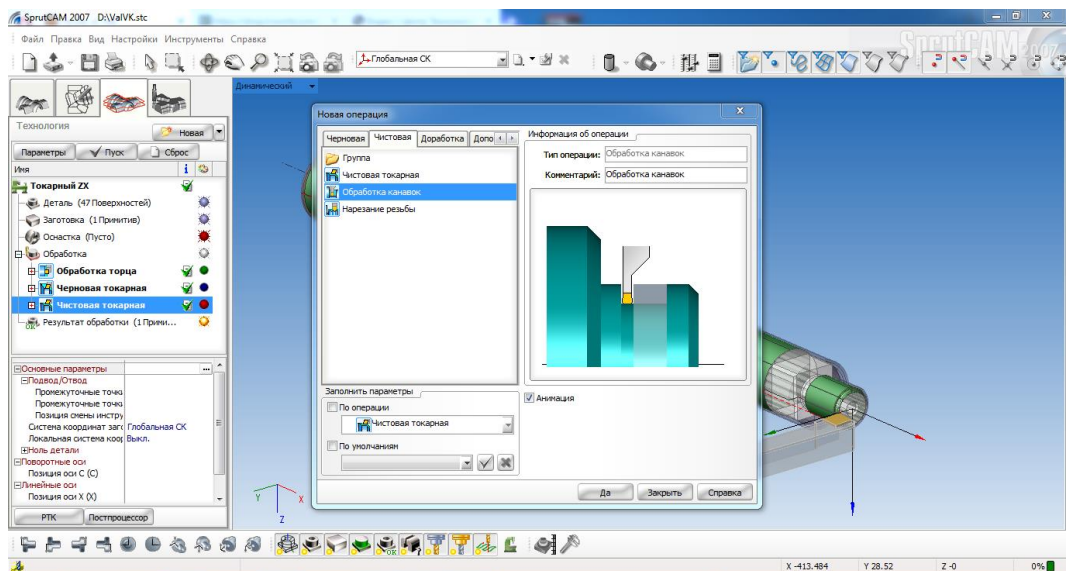 SprutCAM 2007 D:\ValVK.stc
Файл Правка Вид Настройки Инструменты Справка
SprutCAM 2007
Глобальная СК
Динамический
Технология
Новая
Параметры Пуск Сброс
Имя
Токарный ZX
Деталь (47 Поверхностей)
Заготовка (1 Примитив)
Оснастка (Пусто)
Обработка
Обработка торца
Черновая токарная
Чистовая токарная
Результат обработки (1 Прими...
Основные параметры ...
Подвод/Отвод
Промежуточные точка
Промежуточные точка
Позиция смены инстру
Система координат загс Глобальная СК
Локальная система коор Выкл.
Ноль детали
Поворотные оси
Позиция оси C (C)
Линейные оси
Позиция оси X (X)
РТК Постпроцессор
Новая операция
Черновая Чистовая Доработка Допо
Группа
Чистовая токарная
Обработка канавок
Нарезание резьбы
Информация об операции
Тип операции: Обработка канавок
Комментарий: Обработка канавок
Заполнить параметры
По операции
Чистовая токарная
По умолчаниям
Анимация
Да Закрыть Справка
Y X
Z
OK
X -413.484 Y 28.52 Z -0 0%